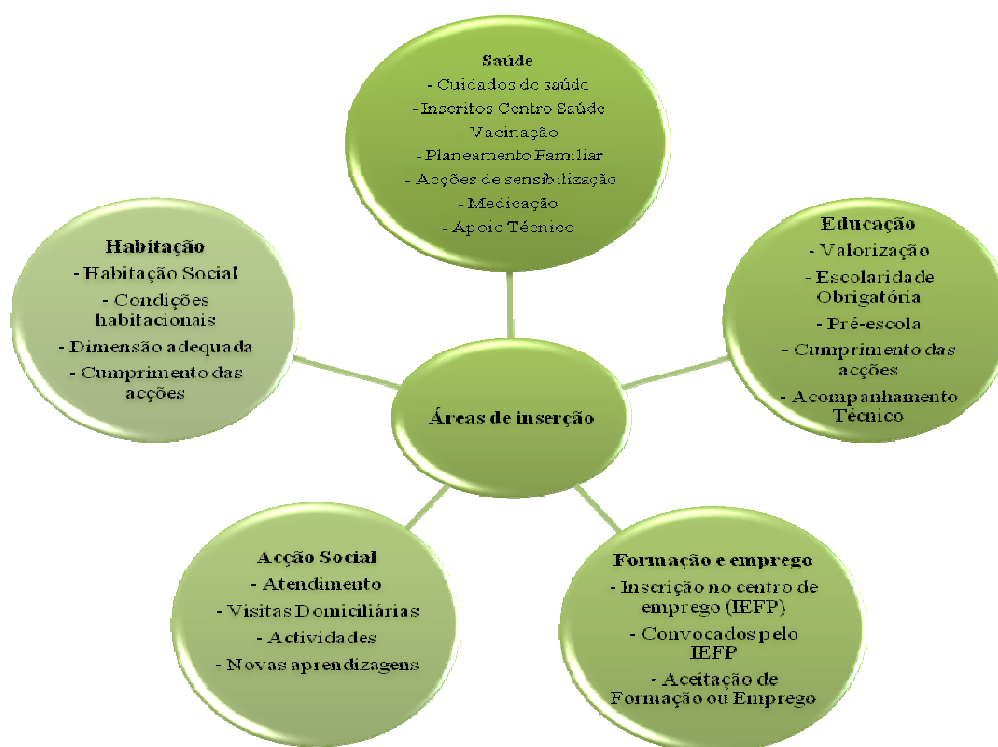 Saúde
- Cuidados de saúde
- Inscritos Centro Saúde
- Vacinação
- Planeamento Familiar
- Acções de sensibilização
- Medicação
- Apoio Técnico
Habitação
- Habitação Social
- Condições
habitacionais
- Dimensão adequada
- Cumprimento das
acções
Educação
- Valorização
- Escolaridade
Obrigatória
- Pré-escola
- Cumprimento das
acções
- Acompanhamento
Técnico
Áreas de inserção
Acção Social
- Atendimento
- Visitas Domiciliárias
- Actividades
- Novas aprendizagens
Formação e emprego
- Inscrição no centro de
emprego (IEFP)
- Convocados pelo
IEFP
- Aceitação de
Formação ou Emprego